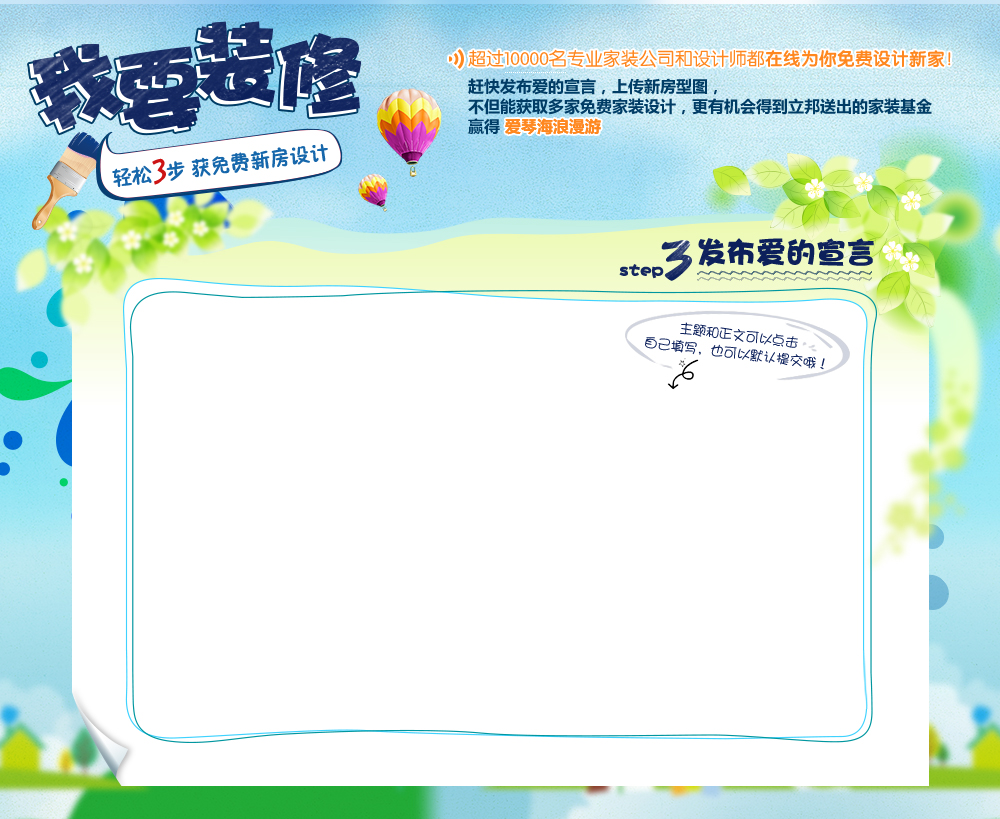 我要装修
轻松3步 获免费新房设计
超过10000名专业家装公司和设计师都在线为你免费设计新家！
赶快发布爱的宣言，上传新房型图，
不但能获取多家免费家装设计，更有机会得到立邦送出的家装基金
赢得 爱琴海浪漫游
step3 发布爱的宣言
主题和正文可以点击
自己填写，也可以默认提交哦！